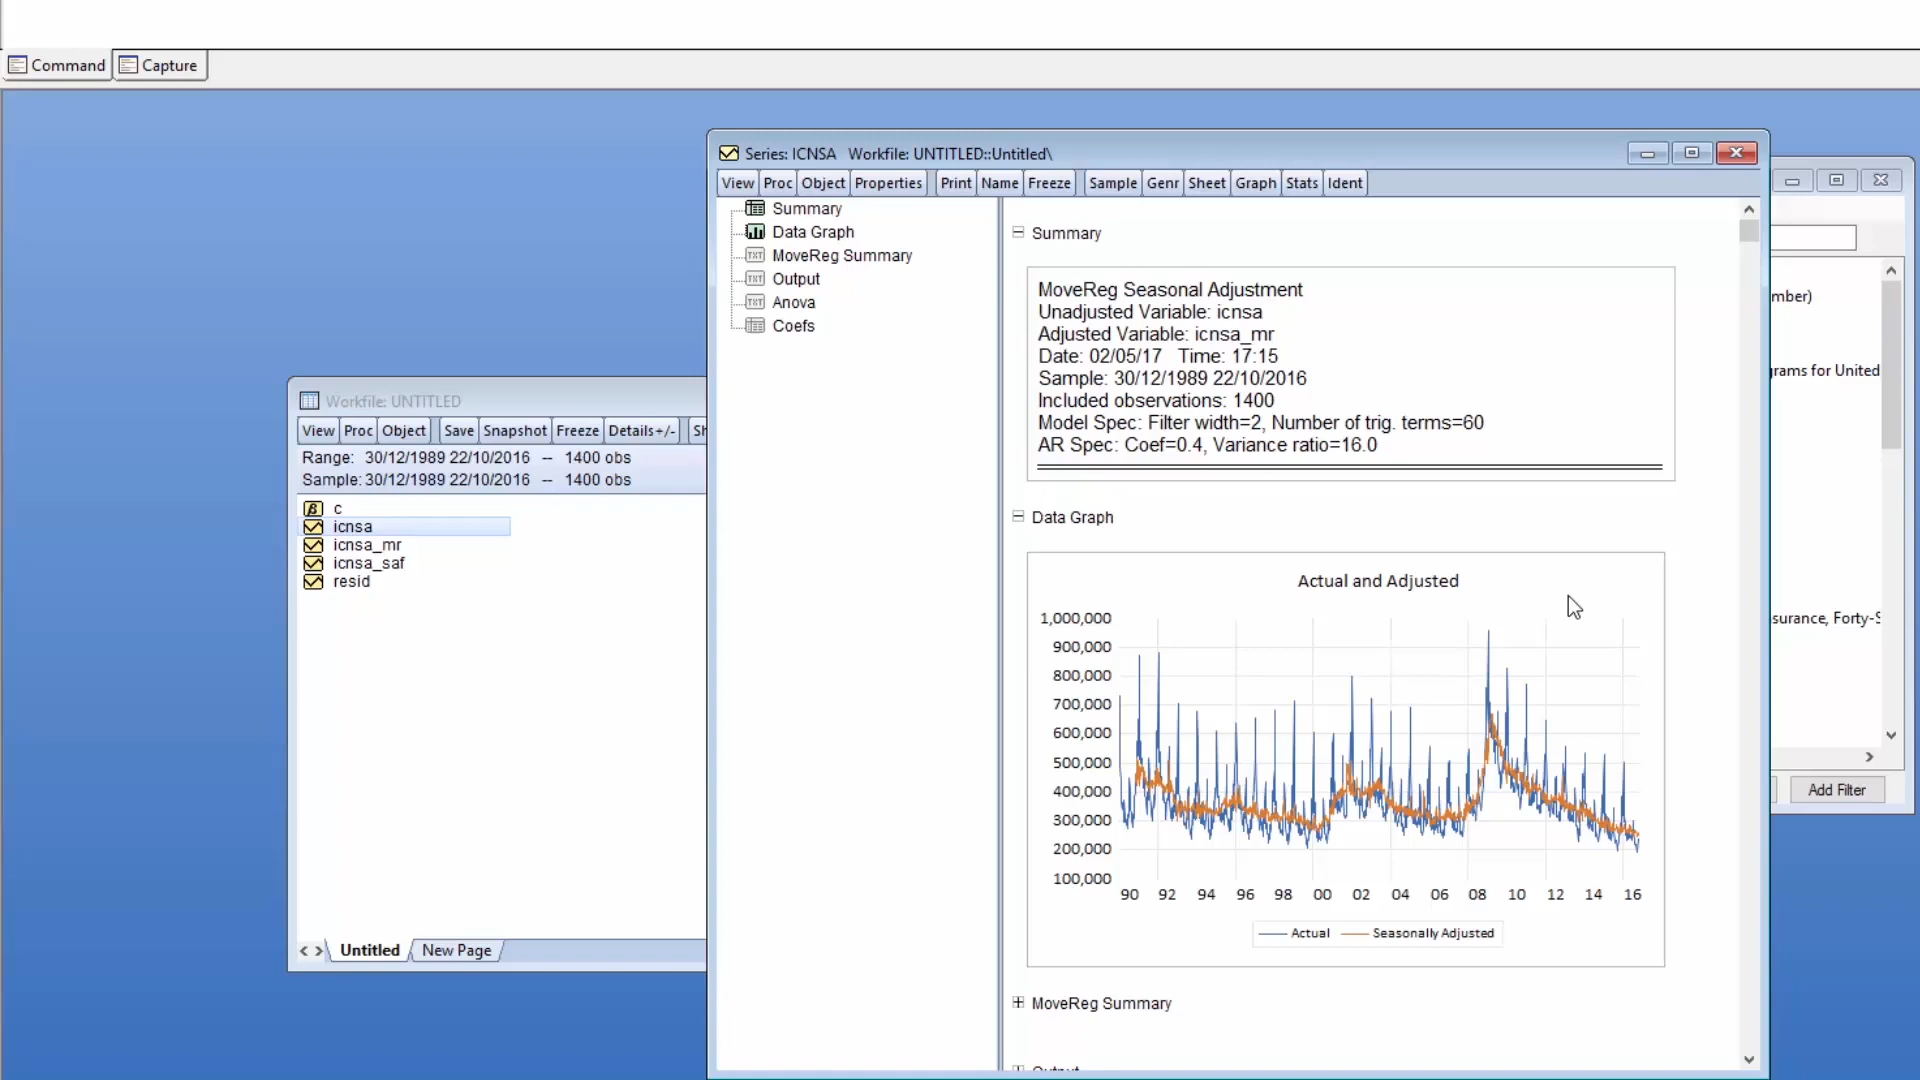 Command
Capture
Series: ICNSA Workfile: UNTITLED::Untitled\
View Proc Object Properties Print Name Freeze Sample Genr Sheet Graph Stats Ident
Summary
Data Graph
MoveReg Summary
Output
Anova
Coefs
Summary
MoveReg Seasonal Adjustment
Unadjusted Variable: icnsa
Adjusted Variable: icnsa_mr
Date: 02/05/17 Time: 17:15
Sample: 30/12/1989 22/10/2016
Included observations: 1400
Model Spec: Filter width=2, Number of trig. terms=60
AR Spec: Coef=0.4, Variance ratio=16.0
Data Graph
Actual and Adjusted
1,000,000
900,000
800,000
700,000
600,000
500,000
400,000
300,000
200,000
100,000
90 92 94 96 98 00 02 04 06 08 10 12 14 16
Actual Seasonally Adjusted
MoveReg Summary
Output
Workfile: UNTITLED
View Proc Object Save Snapshot Freeze Details+/- Sh
Range: 30/12/1989 22/10/2016 -- 1400 obs
Sample: 30/12/1989 22/10/2016 -- 1400 obs
c
icnsa
icnsa_mr
icnsa_saf
resid
Untitled New Page
mber)
grams for United
surance, Forty-S
Add Filter